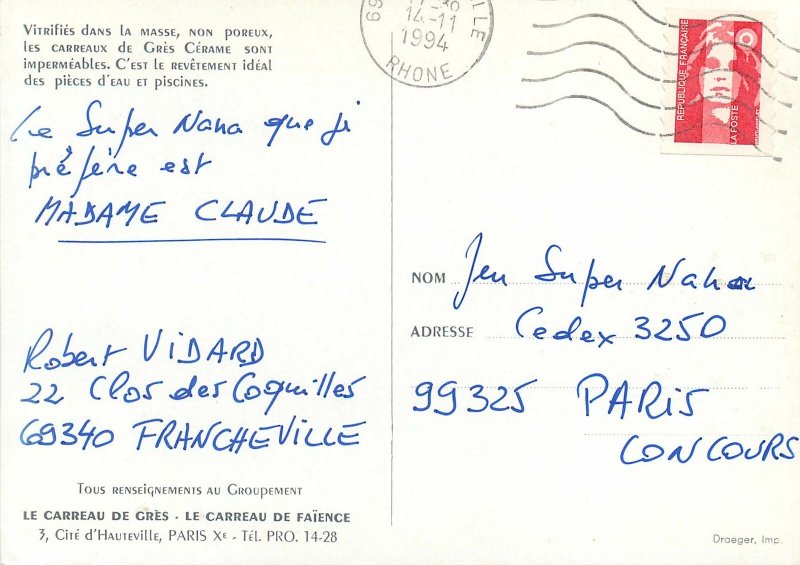 Vitrifiés dans la masse, non poreux,
les carreaux de Grès Cérame sont
imperméables. C'est le revêtement idéal
des pièces d'eau et piscines.
Le Super Nana que je
préfère est
MADAME CLAUDE
Robert VIDARD
22 Clos des Coquilles
69340 FRANCHEVILLE
Tous renseignements au Groupement
LE CARREAU DE GRÈS - LE CARREAU DE FAÏENCE
3, Cité d'Hauteville, PARIS Xe - Tél. PRO. 14-28
69
14-11
1994
RHONE
RÉPUBLIQUE FRANÇAISE
LA POSTE
NOM Jeu Super Nana
ADRESSE Cedex 3250
99325 PARIS
CONCOURS
Draeger, Imp.